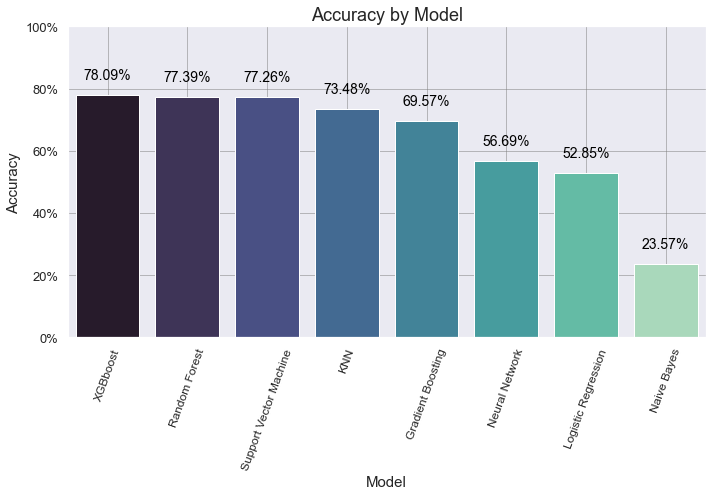 Accuracy by Model
100%
80%
60%
40%
20%
0%
Accuracy
78.09%
77.39%
77.26%
73.48%
69.57%
56.69%
52.85%
23.57%
XGBboost
Random Forest
Support Vector Machine
KNN
Gradient Boosting
Neural Network
Logistic Regression
Naive Bayes
Model